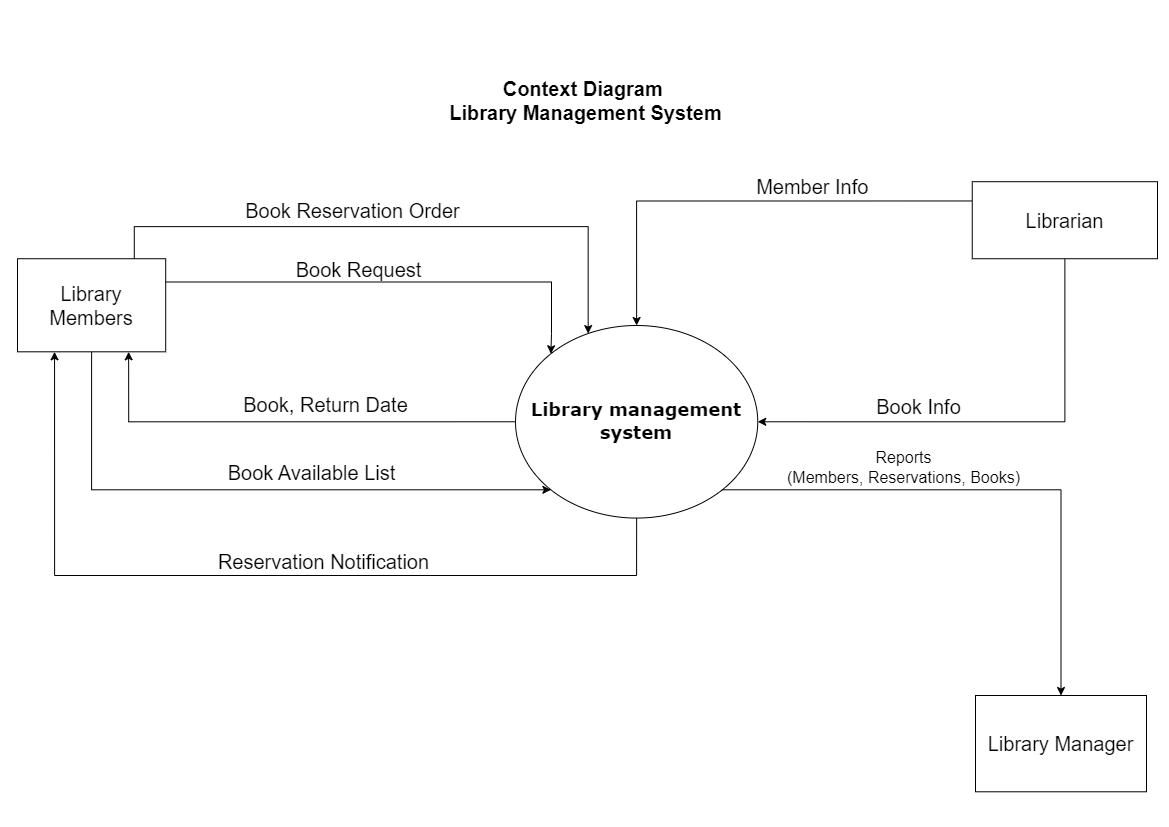 Context Diagram
Library Management System
Member Info
Librarian
Book Reservation Order
Book Request
Library
Members
Book, Return Date
Library management
system
Book Info
Book Available List
Reports
(Members, Reservations, Books)
Reservation Notification
Library Manager